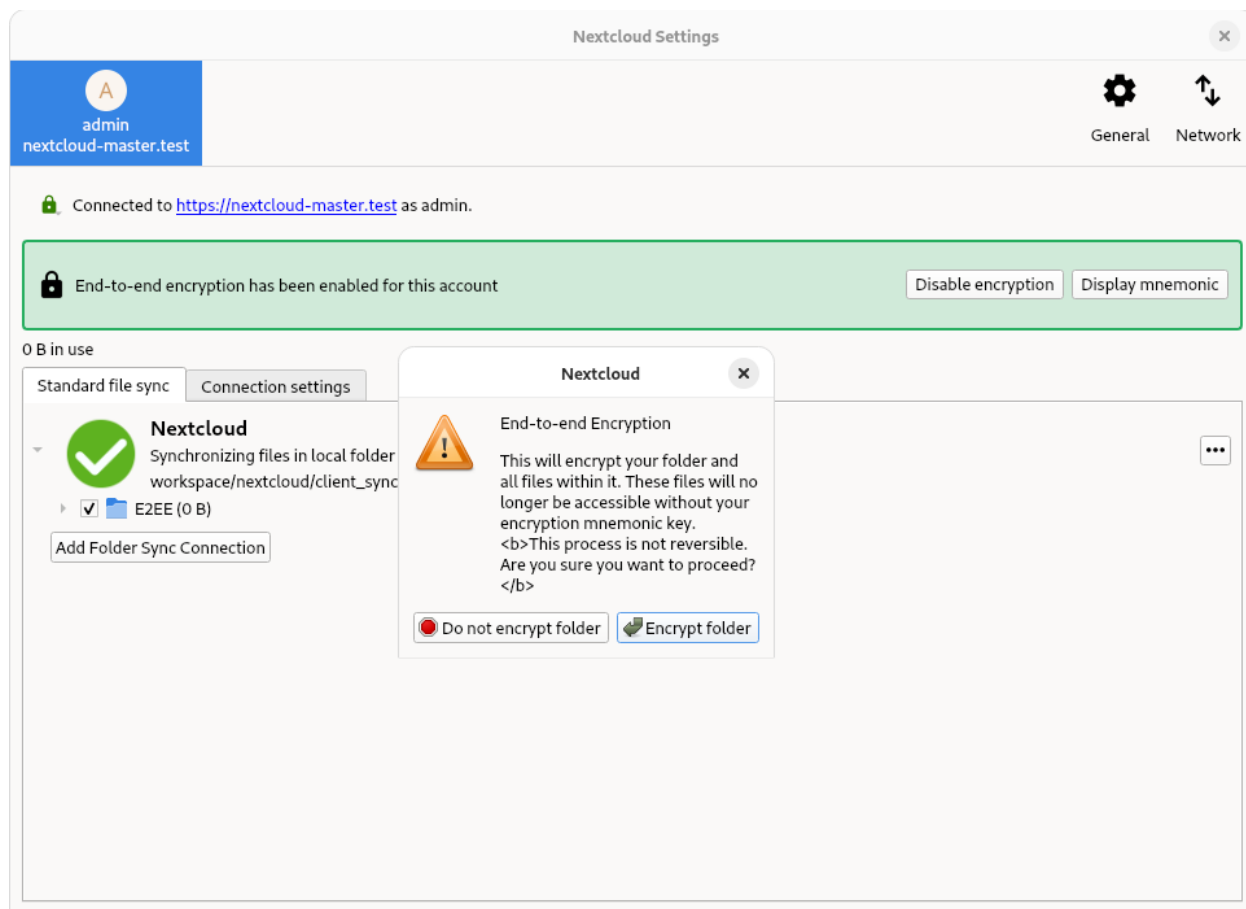 Nextcloud Settings
A
admin
nextcloud-master.test
General
Network
Connected to https://nextcloud-master.test as admin.
End-to-end encryption has been enabled for this account
Disable encryption
Display mnemonic
0 B in use
Standard file sync
Connection settings
Nextcloud
Synchronizing files in local folder
workspace/nextcloud/client_sync
E2EE (0 B)
Add Folder Sync Connection
Nextcloud
End-to-end Encryption
This will encrypt your folder and
all files within it. These files will no
longer be accessible without your
encryption mnemonic key.
<b>This process is not reversible.
Are you sure you want to proceed?
</b>
Do not encrypt folder
Encrypt folder